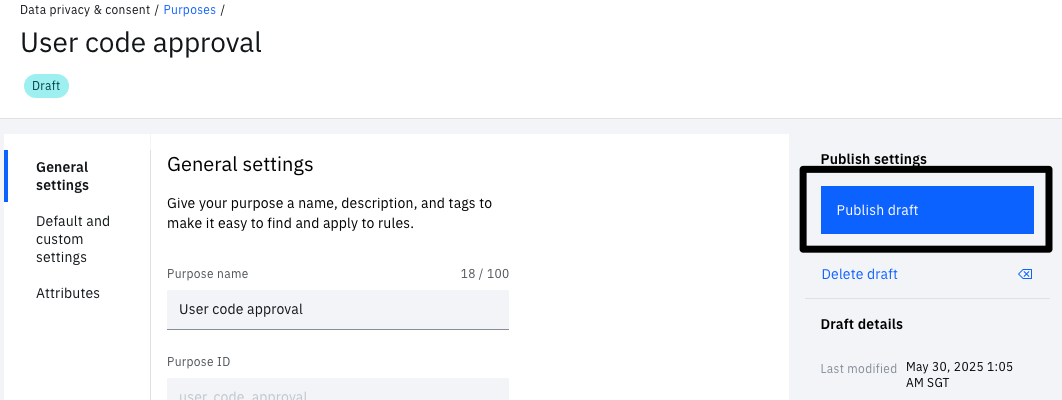 Data privacy & consent / Purposes /
User code approval
Draft
General
settings
Default and
custom
settings
Attributes
General settings
Give your purpose a name, description, and tags to
make it easy to find and apply to rules.
Purpose name 18 / 100
User code approval
Purpose ID
user_code_approval
Publish settings
Publish draft
Delete draft
Draft details
Last modified May 30, 2025 1:05
AM SGT